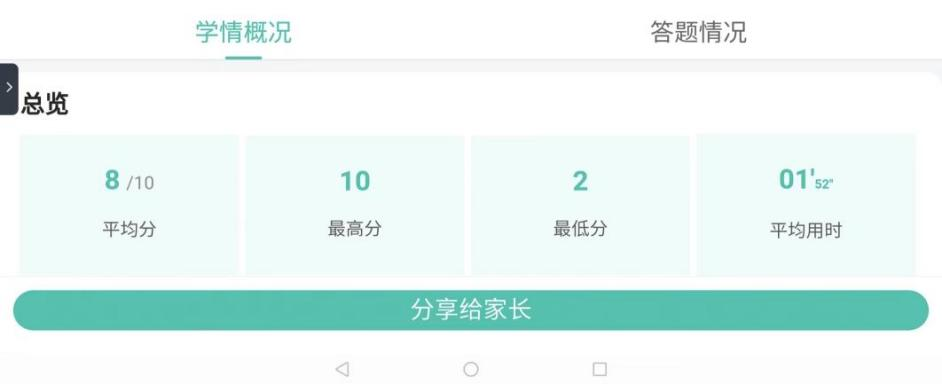 学情概况 答题情况
总览
8 /10 10 2 01'52"
平均分 最高分 最低分 平均用时
分享给家长